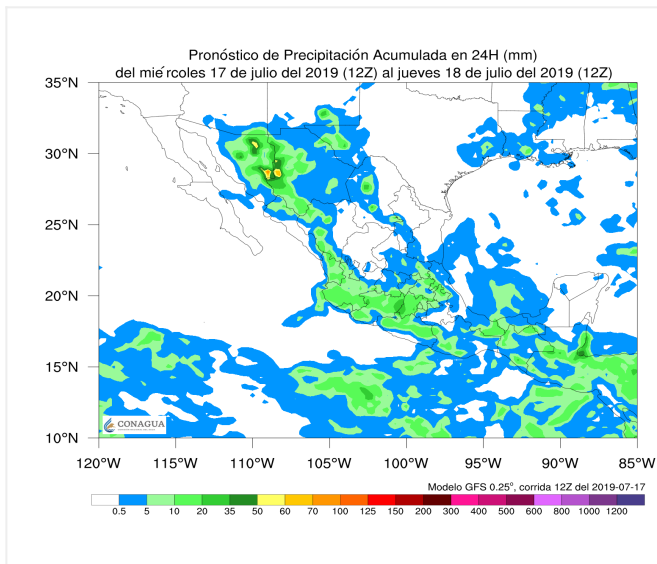 Pronóstico de Precipitación Acumulada en 24H (mm)
del miércoles 17 de julio del 2019 (12Z) al jueves 18 de julio del 2019 (12Z)
35°N
30°N
25°N
20°N
15°N
10°N
CONAGUA
120°W 115°W 110°W 105°W 100°W 95°W 90°W 85°W
Modelo GFS 0.25°, corrida 12Z del 2019-07-17
0.5 5 10 20 35 50 60 70 100 125 150 200 300 400 500 600 800 1000 1200